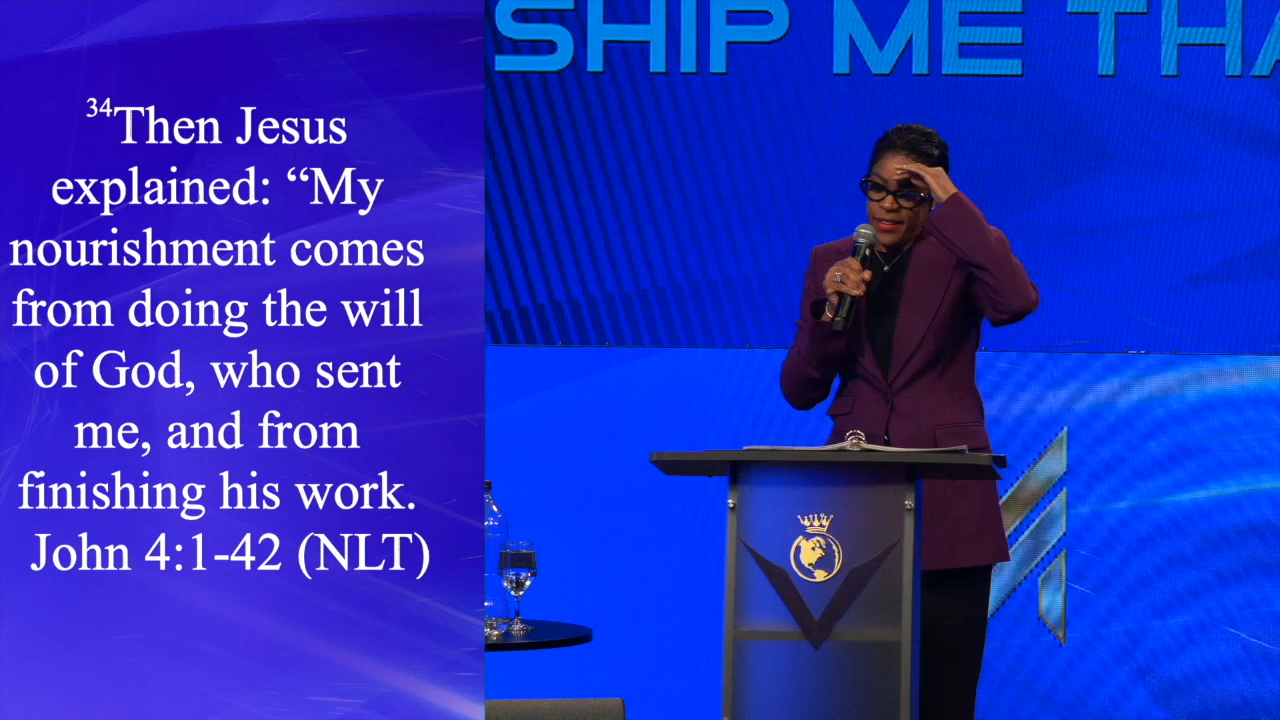 ³⁴Then Jesus
explained: “My
nourishment comes
from doing the will
of God, who sent
me, and from
finishing his work.
John 4:1-42 (NLT)
SHIP ME THA